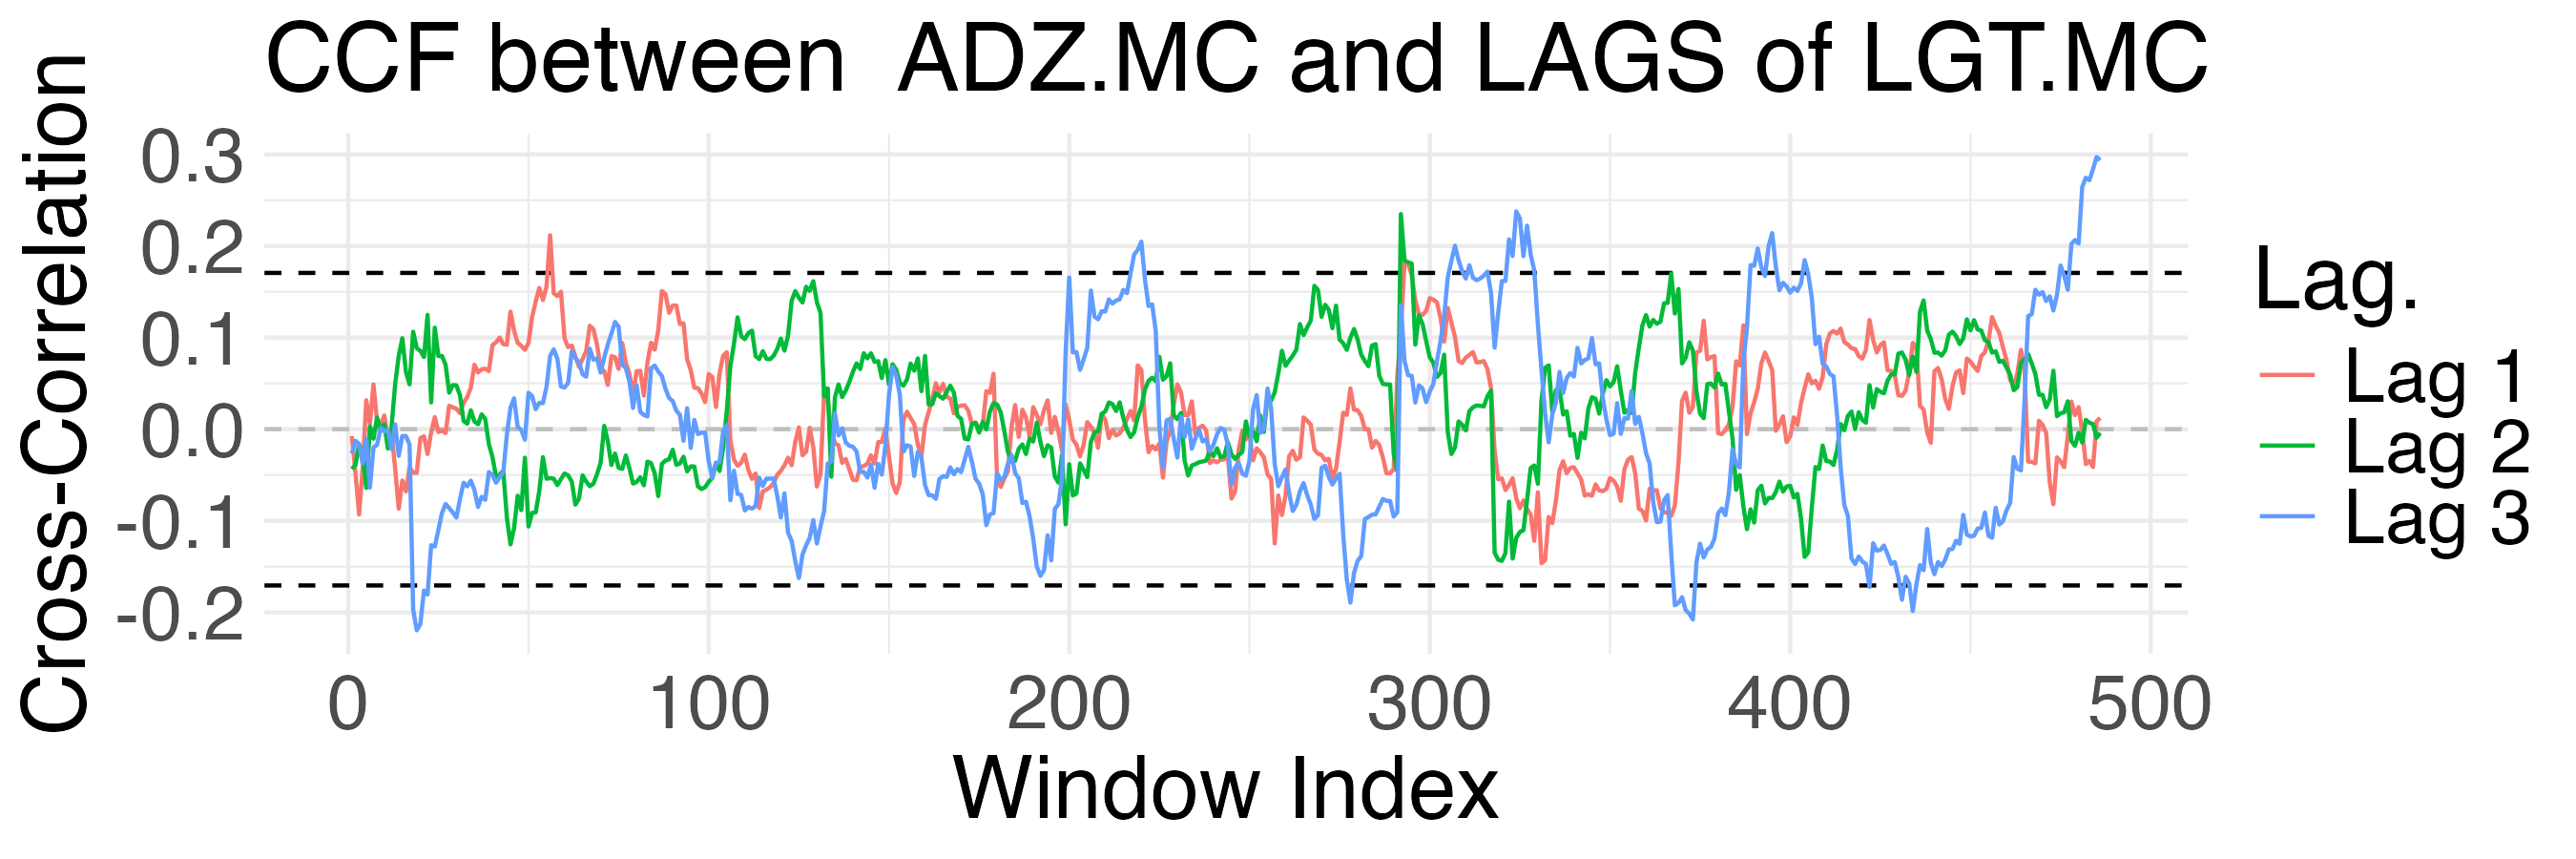 CCF between  ADZ.MC and LAGS of LGT.MC
Cross-Correlation
0.3
0.2
0.1
0.0
-0.1
-0.2
0 100 200 300 400 500
Window Index
Lag.
Lag 1
Lag 2
Lag 3